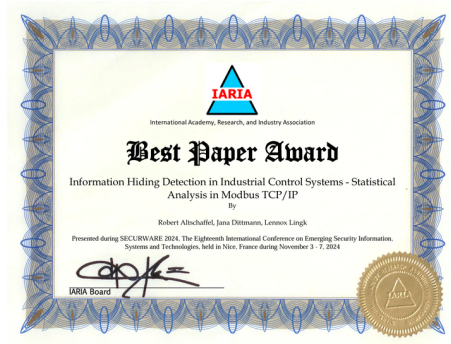 IARIA
International Academy, Research, and Industry Association
Best Paper Award
Information Hiding Detection in Industrial Control Systems - Statistical
Analysis in Modbus TCP/IP
By
Robert Altschaffel, Jana Dittmann, Lennox Lingk
Presented during SECURWARE 2024, The Eighteenth International Conference on Emerging Security Information,
Systems and Technologies, held in Nice, France during November 3 - 7, 2024
IARIA Board
IARIA